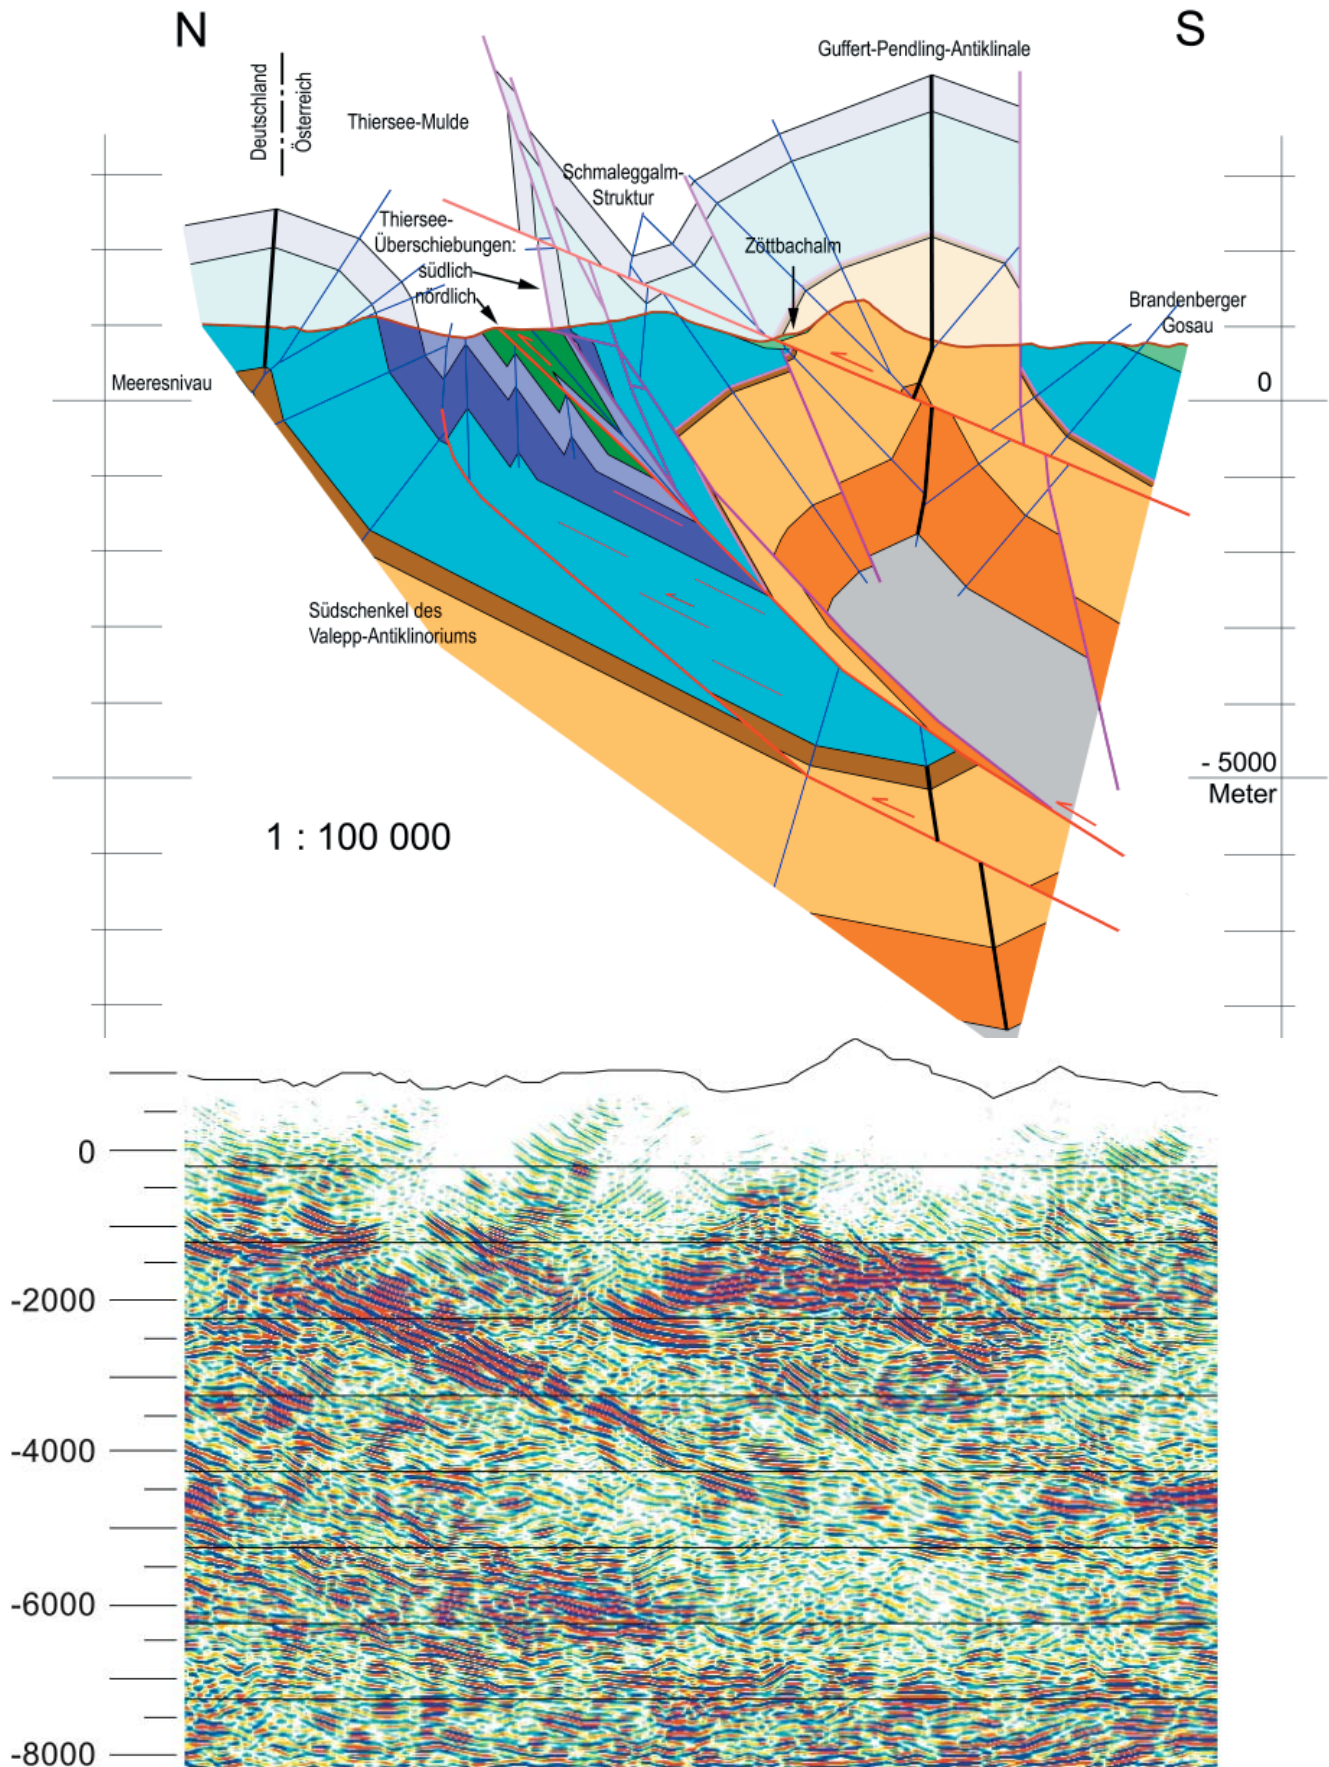 N
S
Guffert-Pendling-Antiklinale
Deutschland
Österreich
Thiersee-Mulde
Schmaleggalm-
Struktur
Thiersee-
Überschiebungen:
südlich
nördlich
Zöttbachalm
Brandenberger
Gosau
Meeresnivau
0
Südschenkel des
Valepp-Antiklinoriums
- 5000
Meter
1 : 100 000
0
-2000
-4000
-6000
-8000